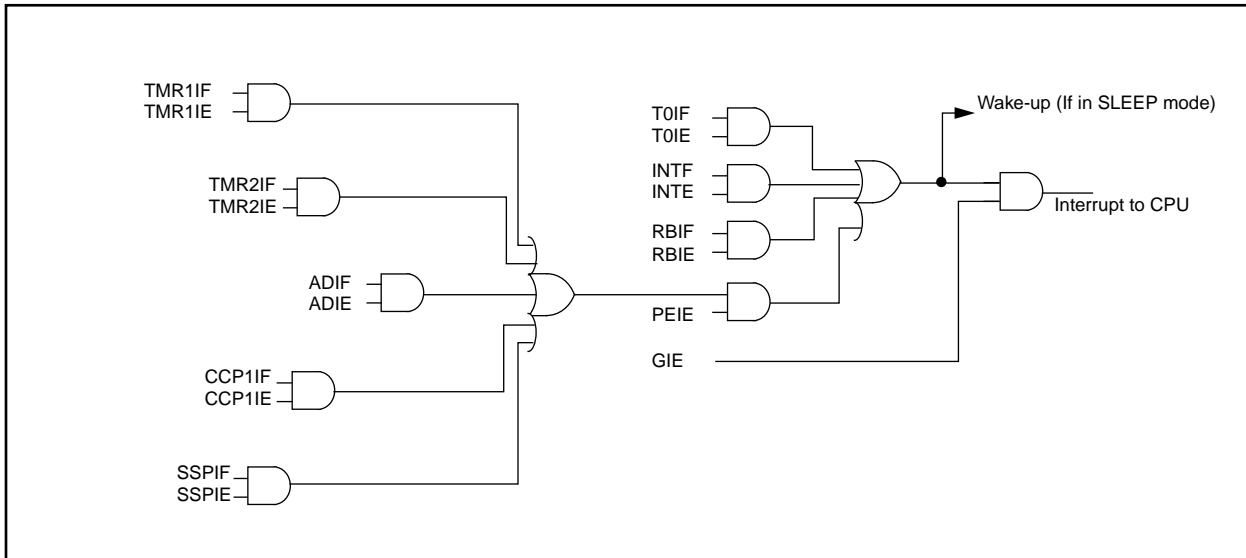 TMR1IF
TMR1IE
TMR2IF
TMR2IE
ADIF
ADIE
CCP1IF
CCP1IE
SSPIF
SSPIE
T0IF
T0IE
INTF
INTE
RBIF
RBIE
PEIE
GIE
Wake-up (If in SLEEP mode)
Interrupt to CPU